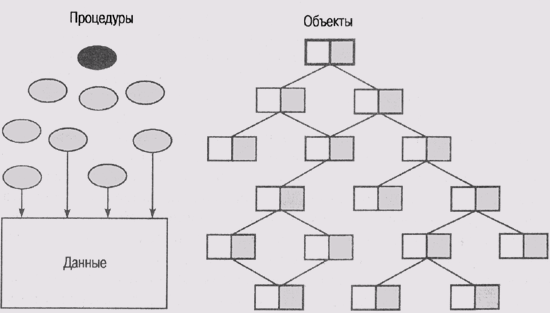 Процедуры
Объекты
Данные